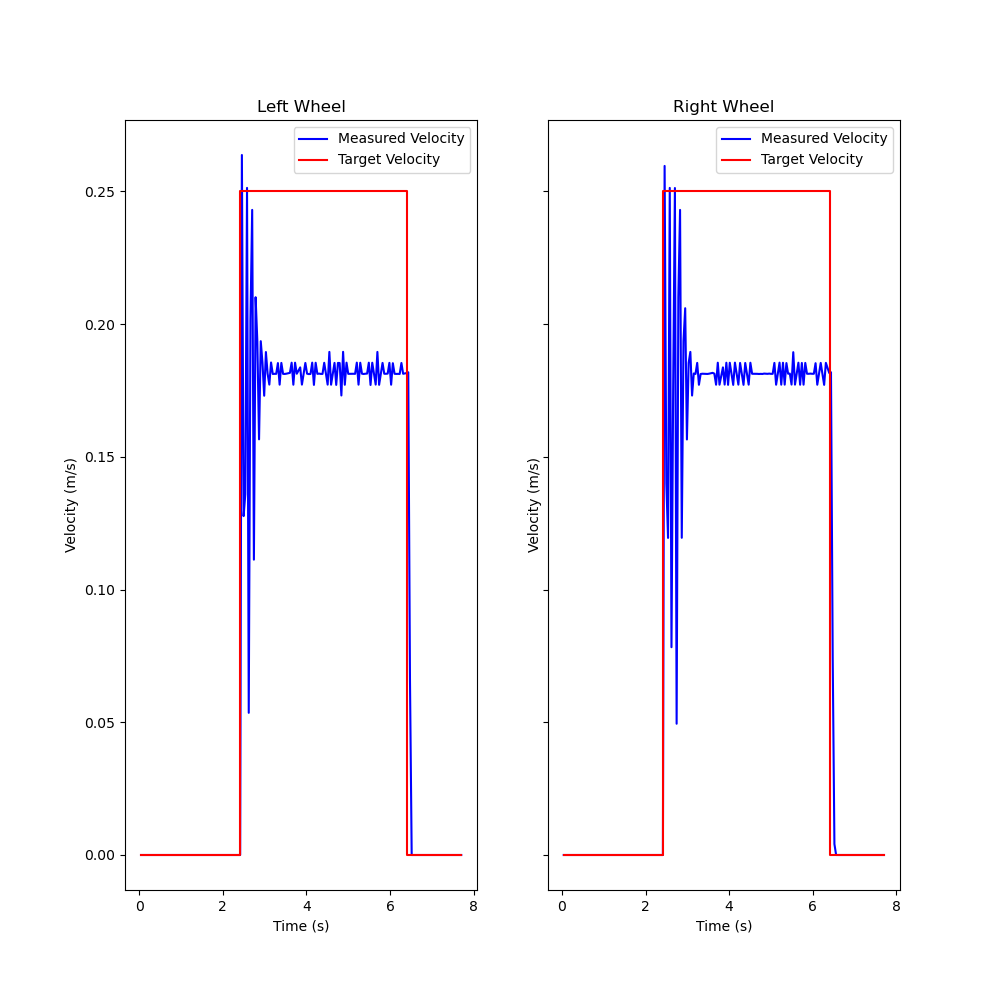 Left Wheel
Measured Velocity
Target Velocity
Velocity (m/s)
0.25
0.20
0.15
0.10
0.05
0.00
0 2 4 6 8
Time (s)
Right Wheel
Measured Velocity
Target Velocity
Velocity (m/s)
0 2 4 6 8
Time (s)